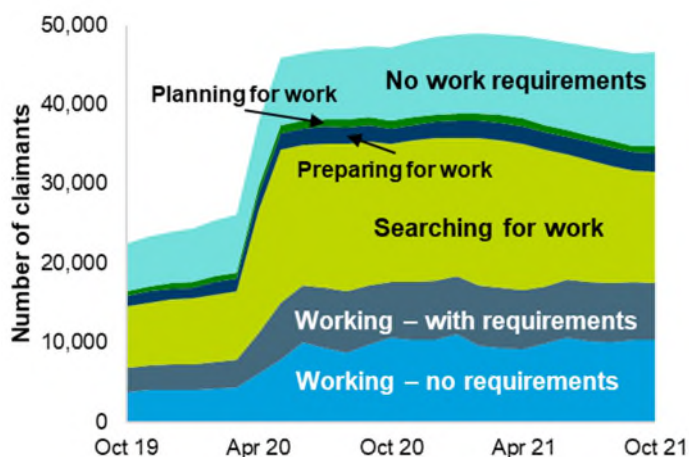 50,000
40,000
30,000
20,000
10,000
0
Number of claimants
No work requirements
Planning for work
Preparing for work
Searching for work
Working – with requirements
Working – no requirements
Oct 19 Apr 20 Oct 20 Apr 21 Oct 21